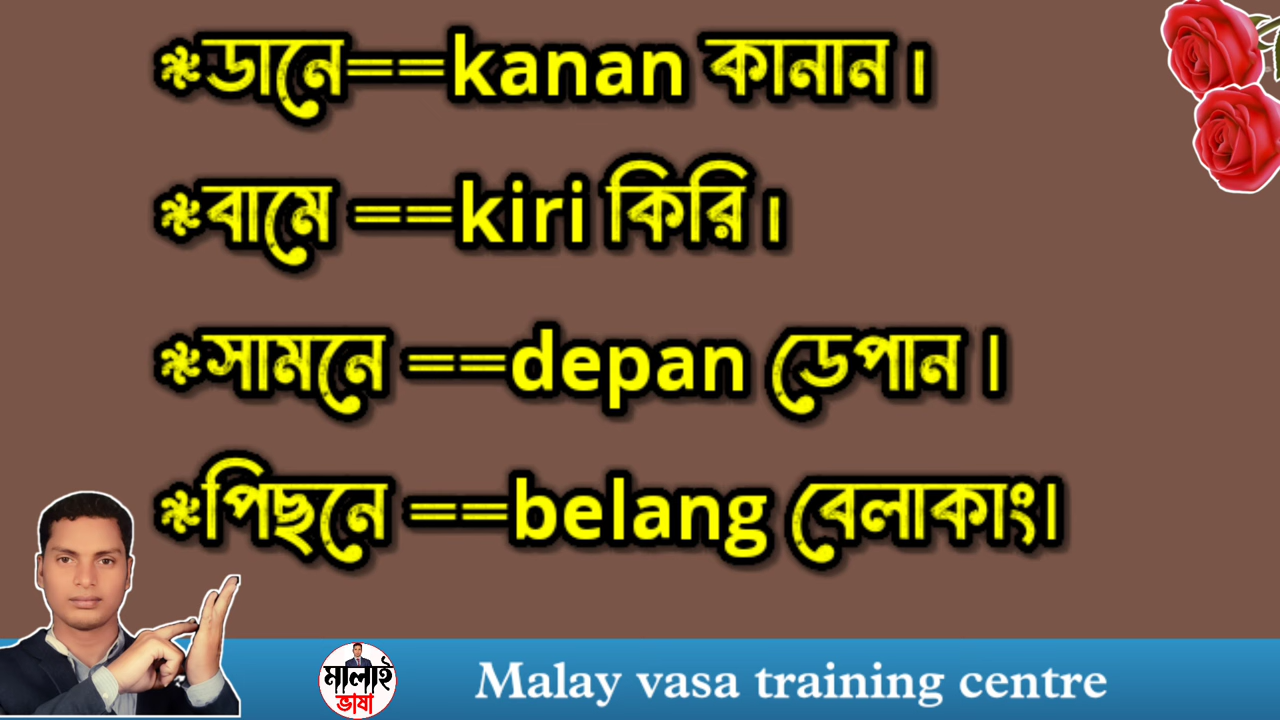 *ডানে==kanan কানান।
*বামে ==kiri কিরি।
*সামনে ==depan ডেপান।
*পিছনে ==belang বেলাকাং।
মালাই
ভাষা
Malay vasa training centre